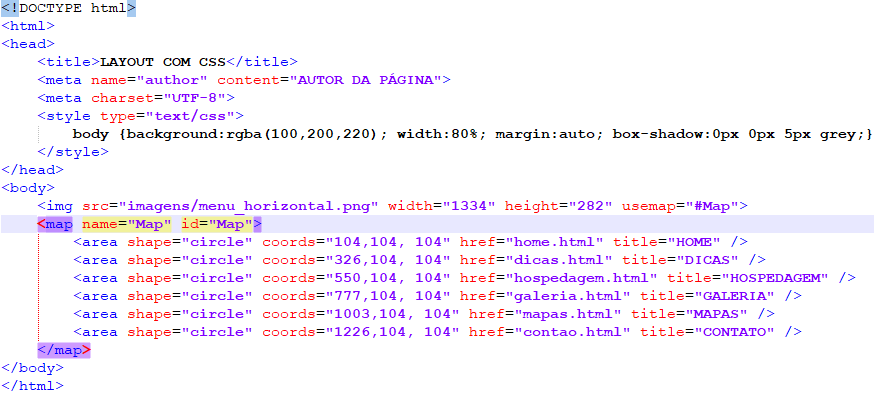 <!DOCTYPE html>
<html>
<head>
<title>LAYOUT COM CSS</title>
<meta name="author" content="AUTOR DA PÁGINA">
<meta charset="UTF-8">
<style type="text/css">
body {background:rgba(100,200,220); width:80%; margin:auto; box-shadow:0px 0px 5px grey;}
</style>
</head>
<body>
<img src="imagens/menu_horizontal.png" width="1334" height="282" usemap="#Map">
<map name="Map" id="Map">
<area shape="circle" coords="104,104, 104" href="home.html" title="HOME" />
<area shape="circle" coords="326,104, 104" href="dicas.html" title="DICAS" />
<area shape="circle" coords="550,104, 104" href="hospedagem.html" title="HOSPEDAGEM" />
<area shape="circle" coords="777,104, 104" href="galeria.html" title="GALERIA" />
<area shape="circle" coords="1003,104, 104" href="mapas.html" title="MAPAS" />
<area shape="circle" coords="1226,104, 104" href="contao.html" title="CONTATO" />
</map>
</body>
</html>